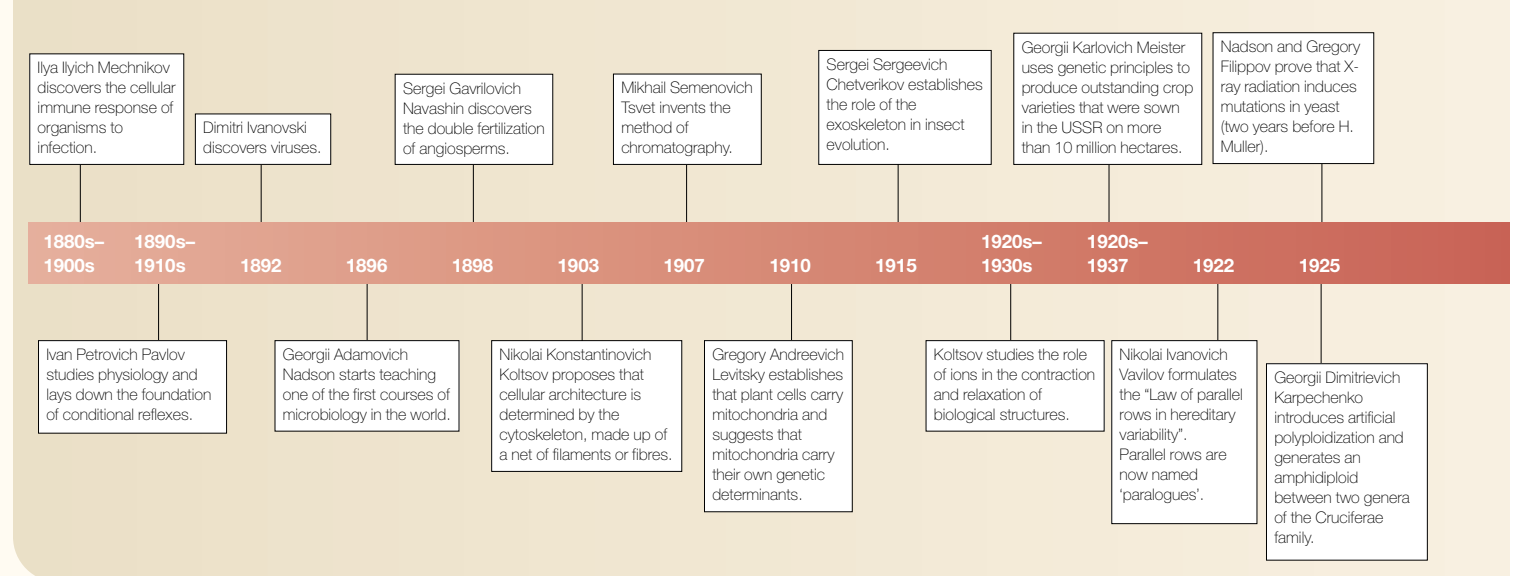 Ilya Ilyich Mechnikov
discovers the cellular
immune response of
organisms to
infection.
Dimitri Ivanovski
discovers viruses.
Sergei Gavrilovich
Navashin discovers
the double fertilization
of angiosperms.
Mikhail Semenovich
Tsvet invents the
method of
chromatography.
Sergei Sergeevich
Chetverikov establishes
the role of the
exoskeleton in insect
evolution.
Georgii Karlovich Meister
uses genetic principles to
produce outstanding crop
varieties that were sown
in the USSR on more
than 10 million hectares.
Nadson and Gregory
Filippov prove that X-
ray radiation induces
mutations in yeast
(two years before H.
Muller).
1880s–
1900s
1890s–
1910s
1892
1896
1898
1903
1907
1910
1915
1920s–
1930s
1920s–
1937
1922
1925
Ivan Petrovich Pavlov
studies physiology and
lays down the foundation
of conditional reflexes.
Georgii Adamovich
Nadson starts teaching
one of the first courses of
microbiology in the world.
Nikolai Konstantinovich
Koltsov proposes that
cellular architecture is
determined by the
cytoskeleton, made up of
a net of filaments or fibres.
Gregory Andreevich
Levitsky establishes
that plant cells carry
mitochondria and
suggests that
mitochondria carry
their own genetic
determinants.
Koltsov studies the role
of ions in the contraction
and relaxation of
biological structures.
Nikolai Ivanovich
Vavilov formulates
the “Law of parallel
rows in hereditary
variability”.
Parallel rows are
now named
‘paralogues’.
Georgii Dimitrievich
Karpechenko
introduces artificial
polyploidization and
generates an
amphidiploid
between two genera
of the Cruciferae
family.